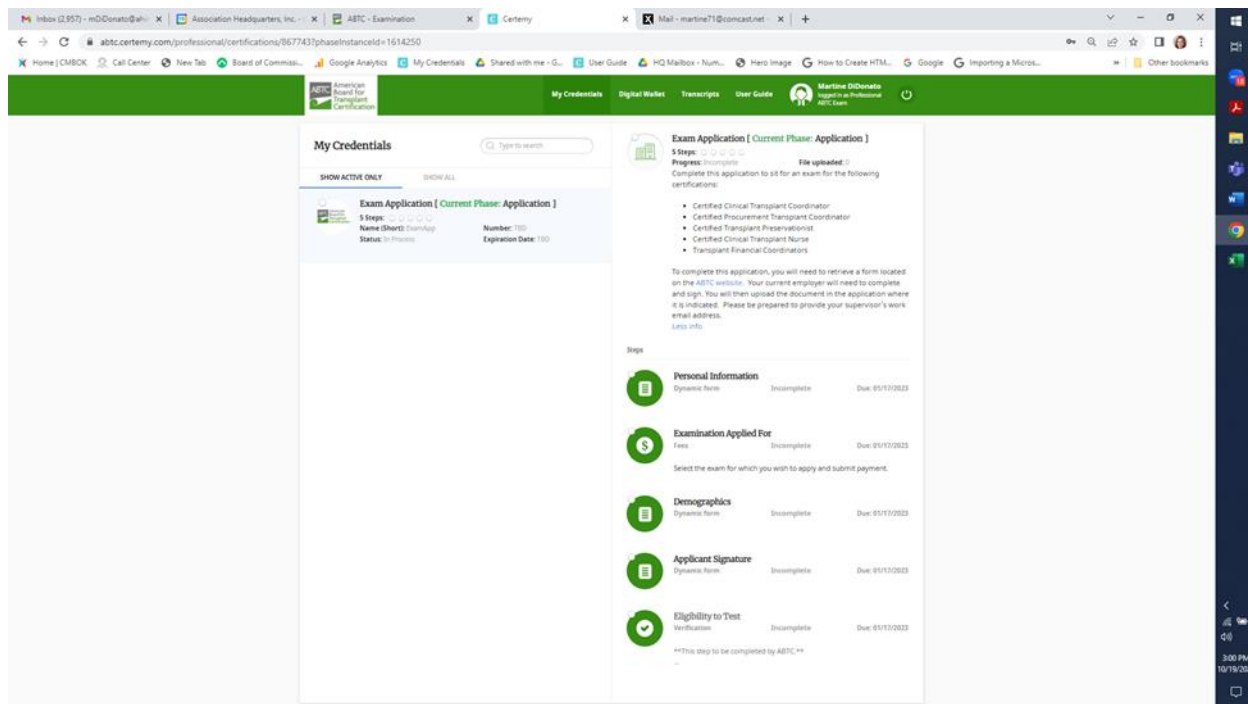 Inbox (2,957) - mDiDonato@ah
Association Headquarters, Inc. -
ABTC - Examination
Certemy
Mail - martine71@comcast.net -
abtc.certemy.com/professional/certifications/867743?phaseInstanceId=1614250
Home | CMBOK
Call Center
New Tab
Board of Commissi...
Google Analytics
My Credentials
Shared with me - G...
User Guide
HQ Mailbox - Num...
Hero Image
How to Create HTM...
Google
Importing a Micros...
Other bookmarks
ABTC American Board for Transplant Certification
My Credentials
Digital Wallet
Transcripts
User Guide
Martine DiDonato
logged in as Professional
ABTC Exam
My Credentials
Type to search
SHOW ACTIVE ONLY
SHOW ALL
Exam Application [ Current Phase: Application ]
5 Steps:
Name (Short): ExamApp Number: TBD
Status: In Process Expiration Date: TBD
Exam Application [ Current Phase: Application ]
5 Steps:
Progress: Incomplete File uploaded: 0
Complete this application to sit for an exam for the following
certifications:
• Certified Clinical Transplant Coordinator
• Certified Procurement Transplant Coordinator
• Certified Transplant Preservationist
• Certified Clinical Transplant Nurse
• Transplant Financial Coordinators
To complete this application, you will need to retrieve a form located
on the ABTC website. Your current employer will need to complete
and sign. You will then upload the document in the application where
it is indicated. Please be prepared to provide your supervisor's work
email address.
Less info
Steps
Personal Information
Dynamic form Incomplete Due: 01/17/2023
Examination Applied For
Fees Incomplete Due: 01/17/2023
Select the exam for which you wish to apply and submit payment.
Demographics
Dynamic form Incomplete Due: 01/17/2023
Applicant Signature
Dynamic form Incomplete Due: 01/17/2023
Eligibility to Test
Verification Incomplete Due: 01/17/2023
**This step to be completed by ABTC.**
...
3:00 PM
10/19/20